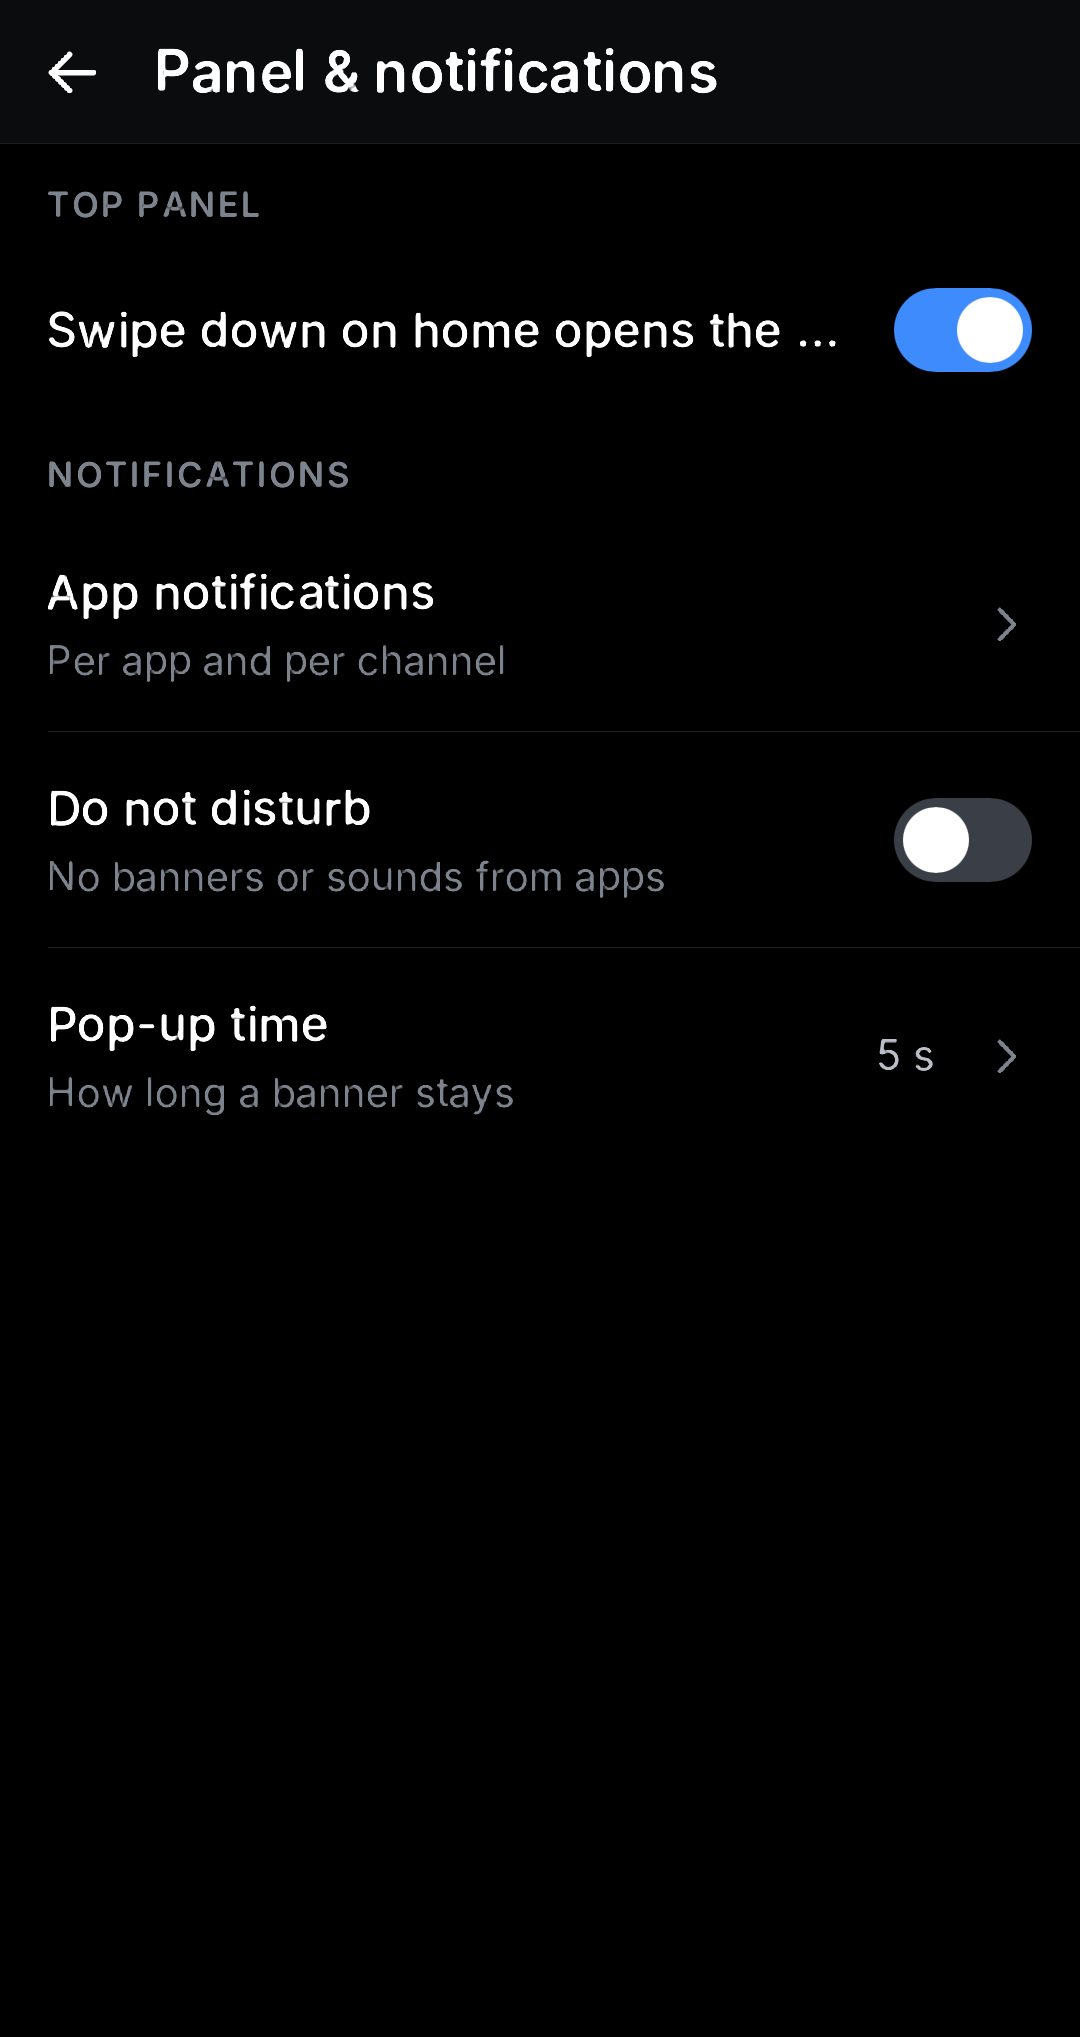 Panel & notifications
TOP PANEL
Swipe down on home opens the ...
NOTIFICATIONS
App notifications
Per app and per channel
Do not disturb
No banners or sounds from apps
Pop-up time
5 s
How long a banner stays